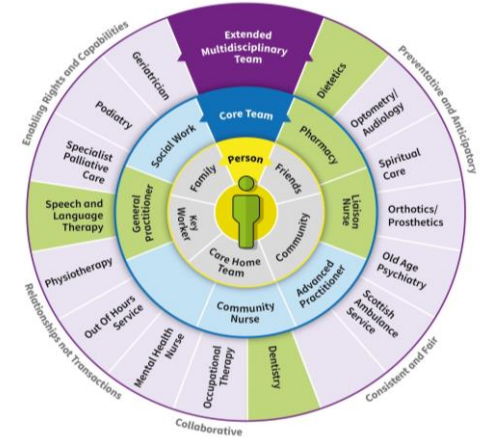 Extended
Multidisciplinary
Team
Dietetics
Optometry/
Audiology
Spiritual
Care
Orthotics/
Prosthetics
Old Age
Psychiatry
Scottish
Ambulance
Service
Dentistry
Occupational
Therapy
Mental Health
Nurse
Out Of Hours
Service
Physiotherapy
Speech and
Language
Therapy
Specialist
Palliative
Care
Podiatry
Geriatrician
Core Team
Pharmacy
Liaison
Nurse
Advanced
Practitioner
Community
Nurse
General
Practitioner
Social Work
Person
Friends
Community
Care Home
Team
Key
Worker
Family
Enabling Rights and Capabilities
Preventative and Anticipatory
Consistent and Fair
Collaborative
Relationships not Transactions